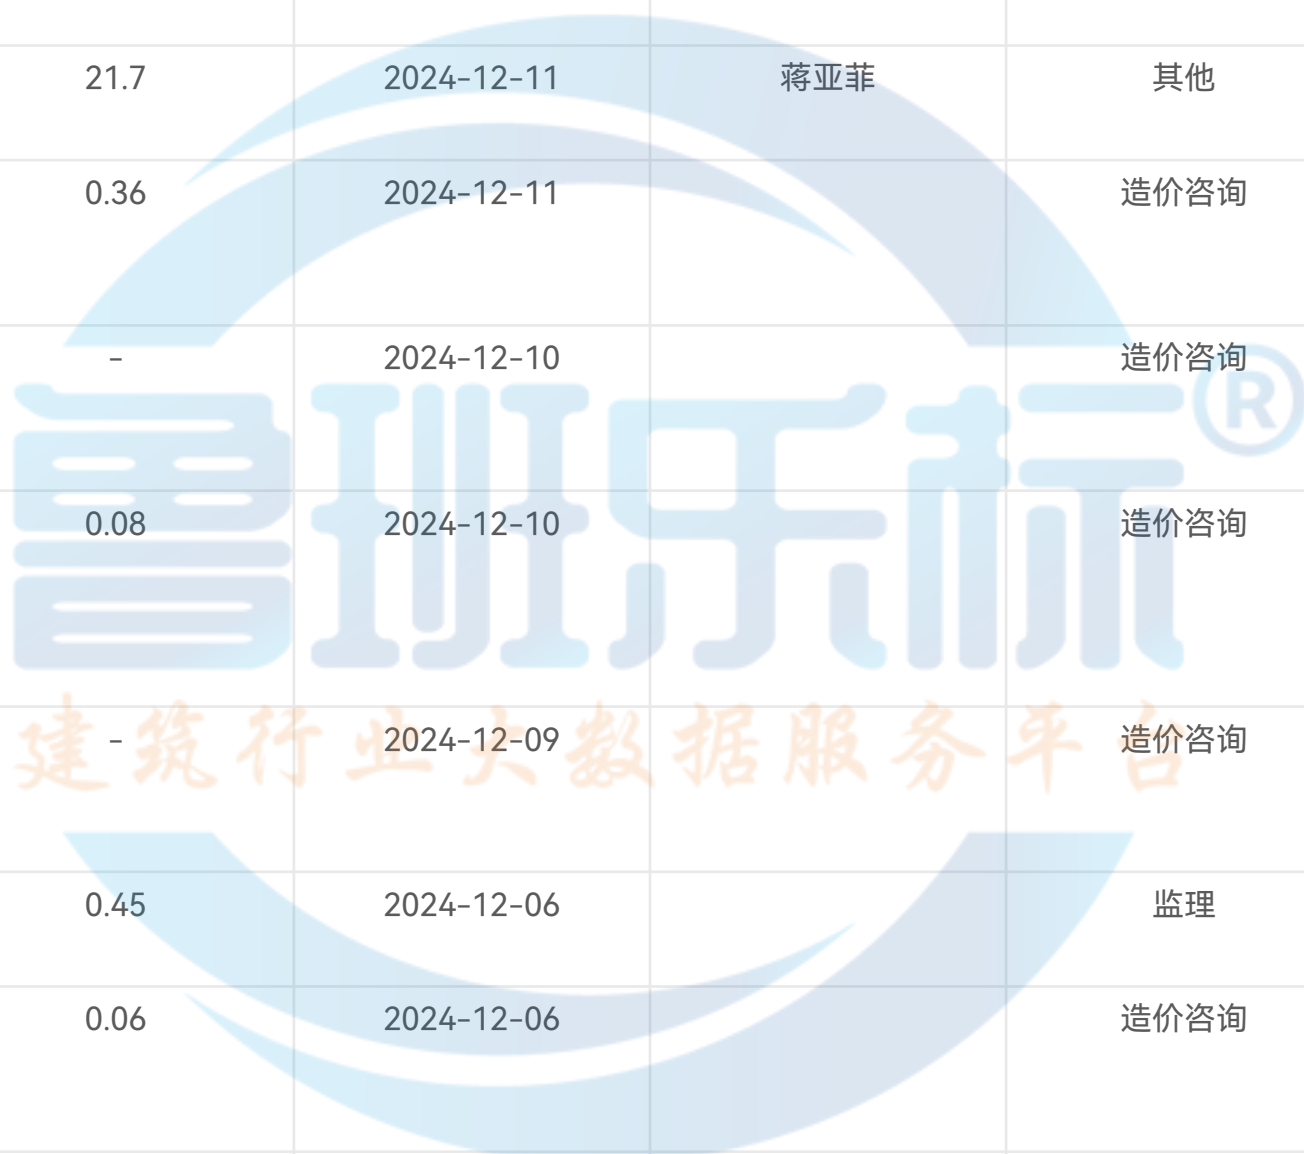 21.7 2024-12-11 蒋亚菲 其他
0.36 2024-12-11 造价咨询
- 2024-12-10 造价咨询
®
鲁班乐标
0.08 2024-12-10 造价咨询
建筑行业大数据服务平台
- 2024-12-09 造价咨询
0.45 2024-12-06 监理
0.06 2024-12-06 造价咨询